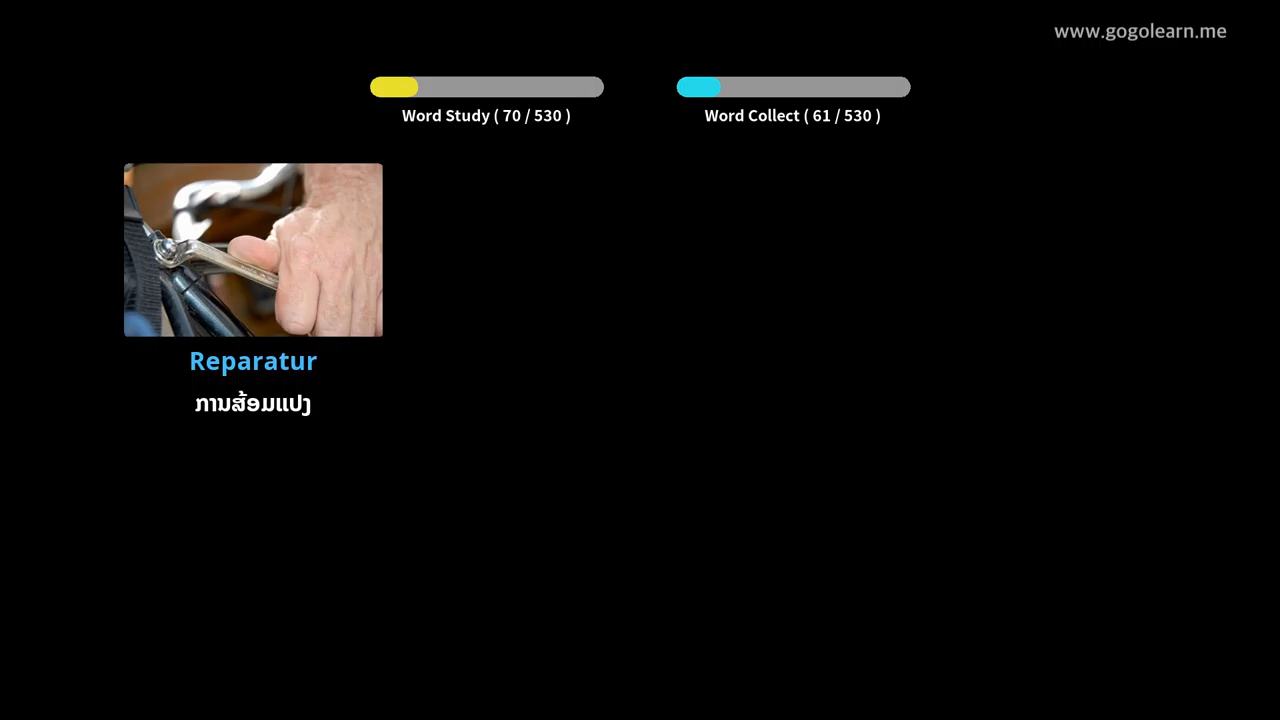 www.gogolearn.me
Word Study ( 70 / 530 )
Word Collect ( 61 / 530 )
Reparatur
ການສ້ອມແປງ